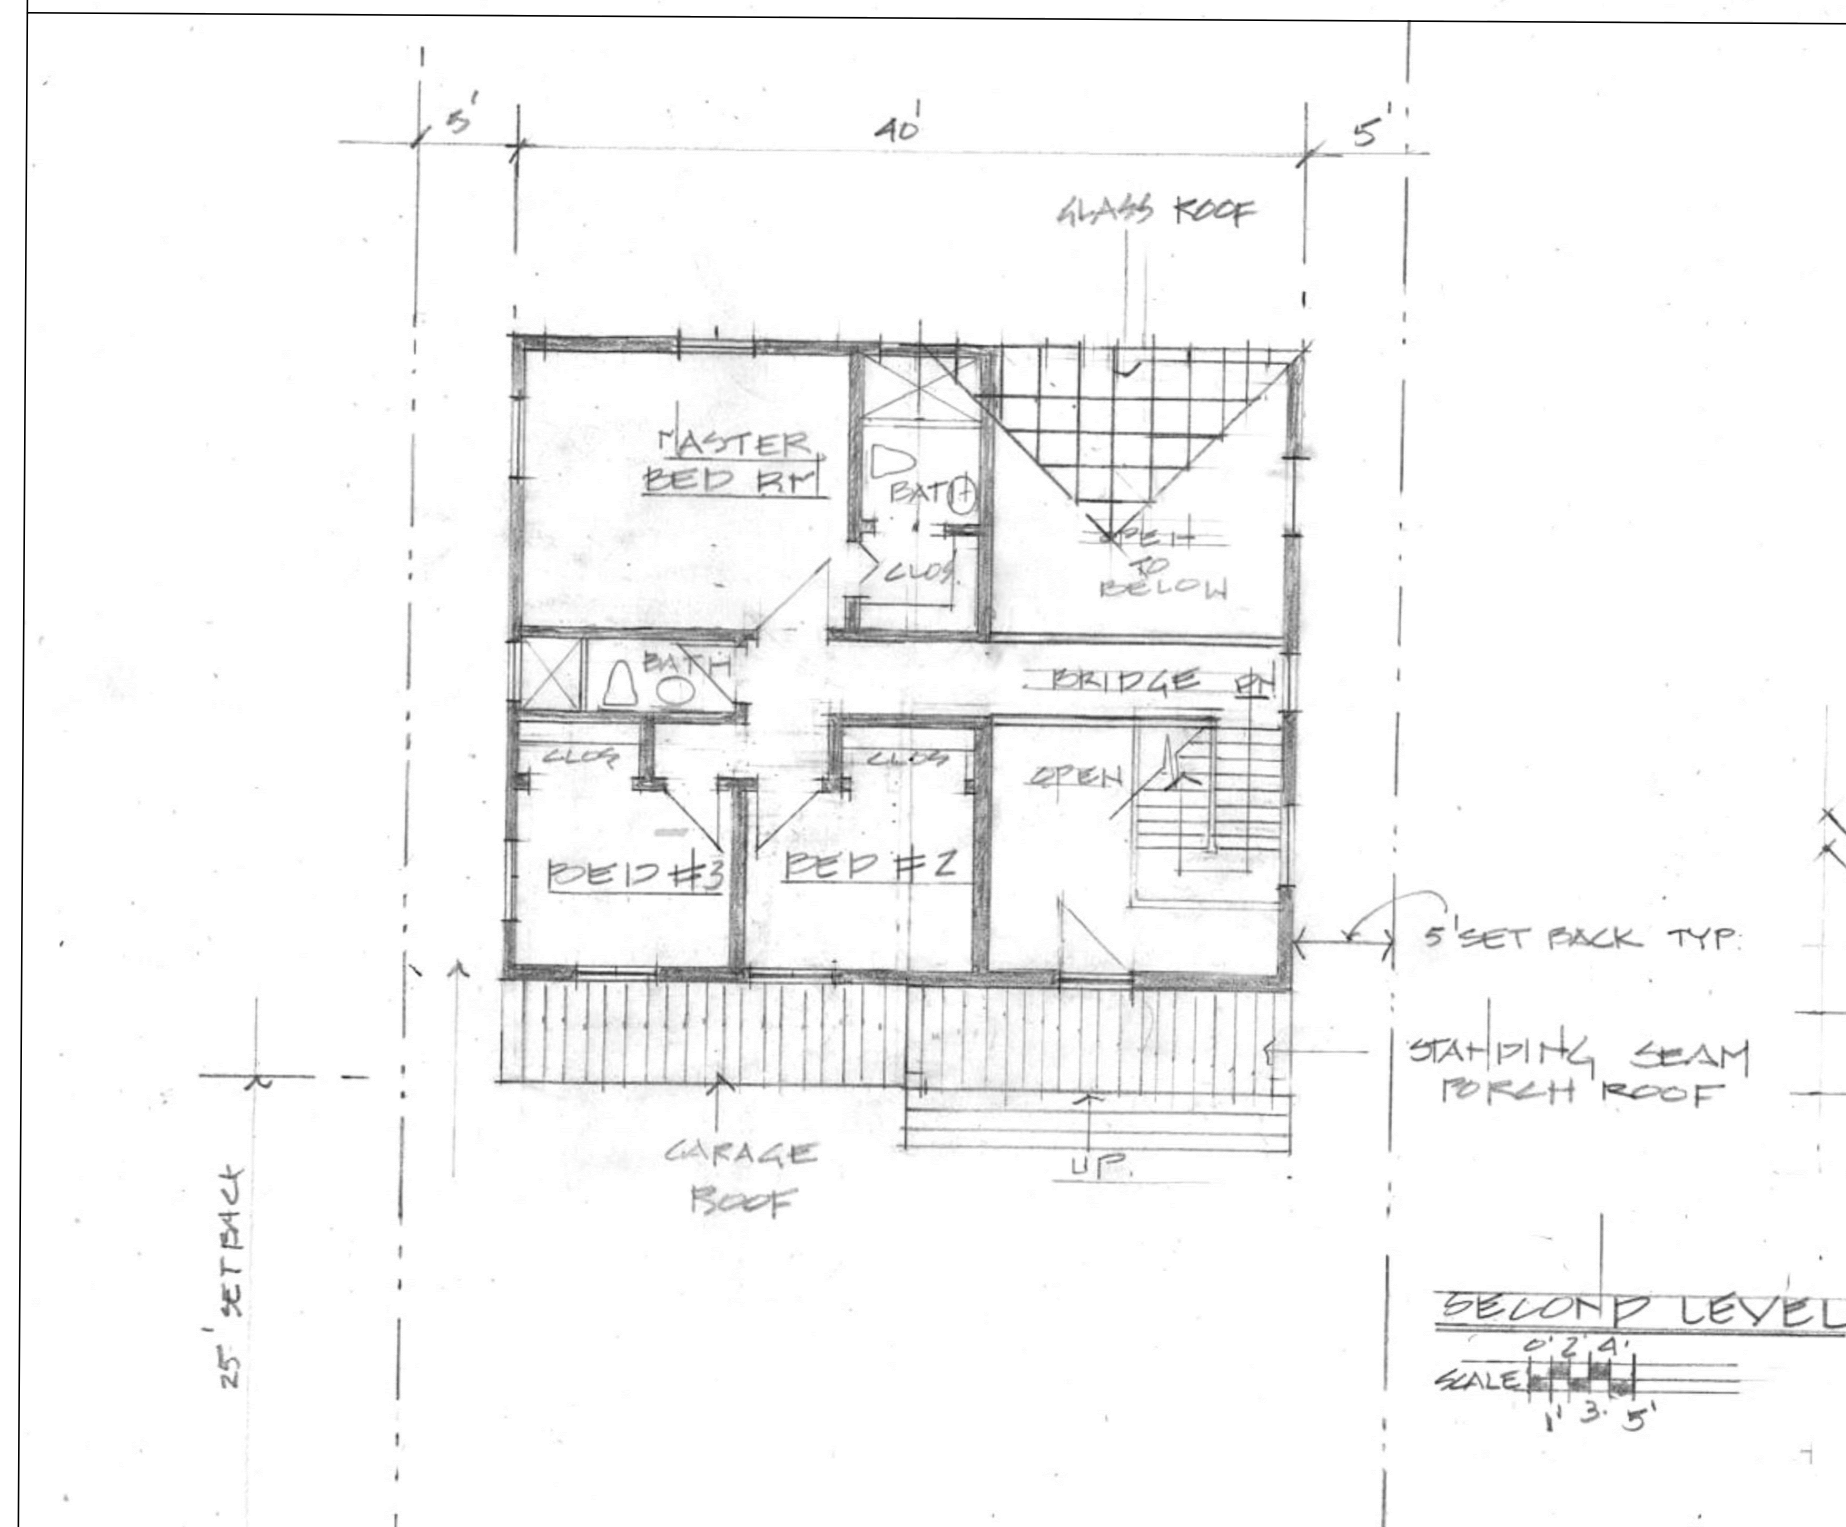 5' 40' 5'
GLASS ROOF
MASTER
BED RM
BATH
OPEN
TO
BELOW
CLOS.
BATH
BRIDGE DN
CLOS
CLOS
OPEN
BED #3
BED #2
5' SET BACK TYP.
STANDING SEAM
PORCH ROOF
GARAGE
ROOF
UP.
25' SETBACK
SECOND LEVEL
0' 2' 4'
SCALE
1' 3' 5'